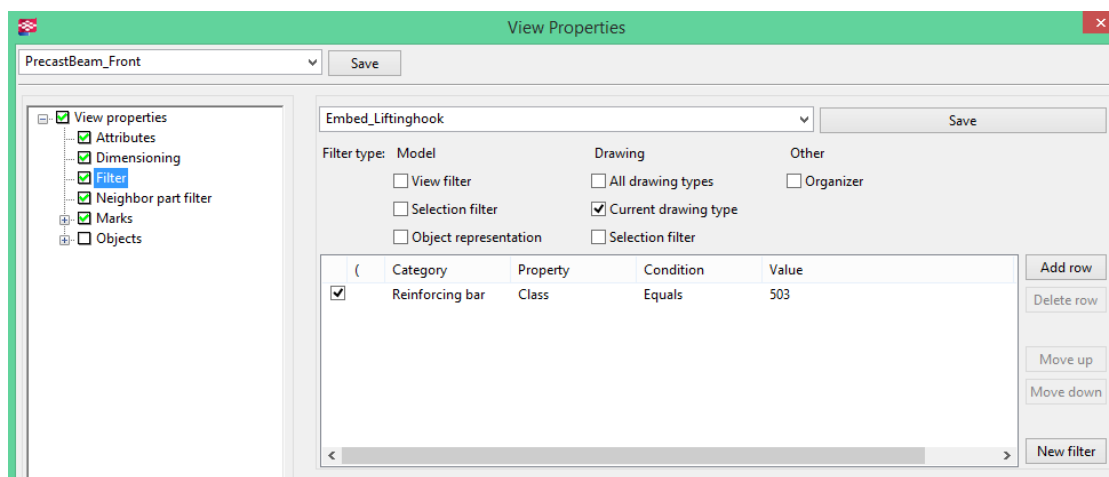 View Properties
PrecastBeam_Front Save
View properties
Attributes
Dimensioning
Filter
Neighbor part filter
Marks
Objects
Embed_Liftinghook Save
Filter type: Model Drawing Other
View filter All drawing types Organizer
Selection filter Current drawing type
Object representation Selection filter
( Category Property Condition Value
Reinforcing bar Class Equals 503
Add row
Delete row
Move up
Move down
New filter